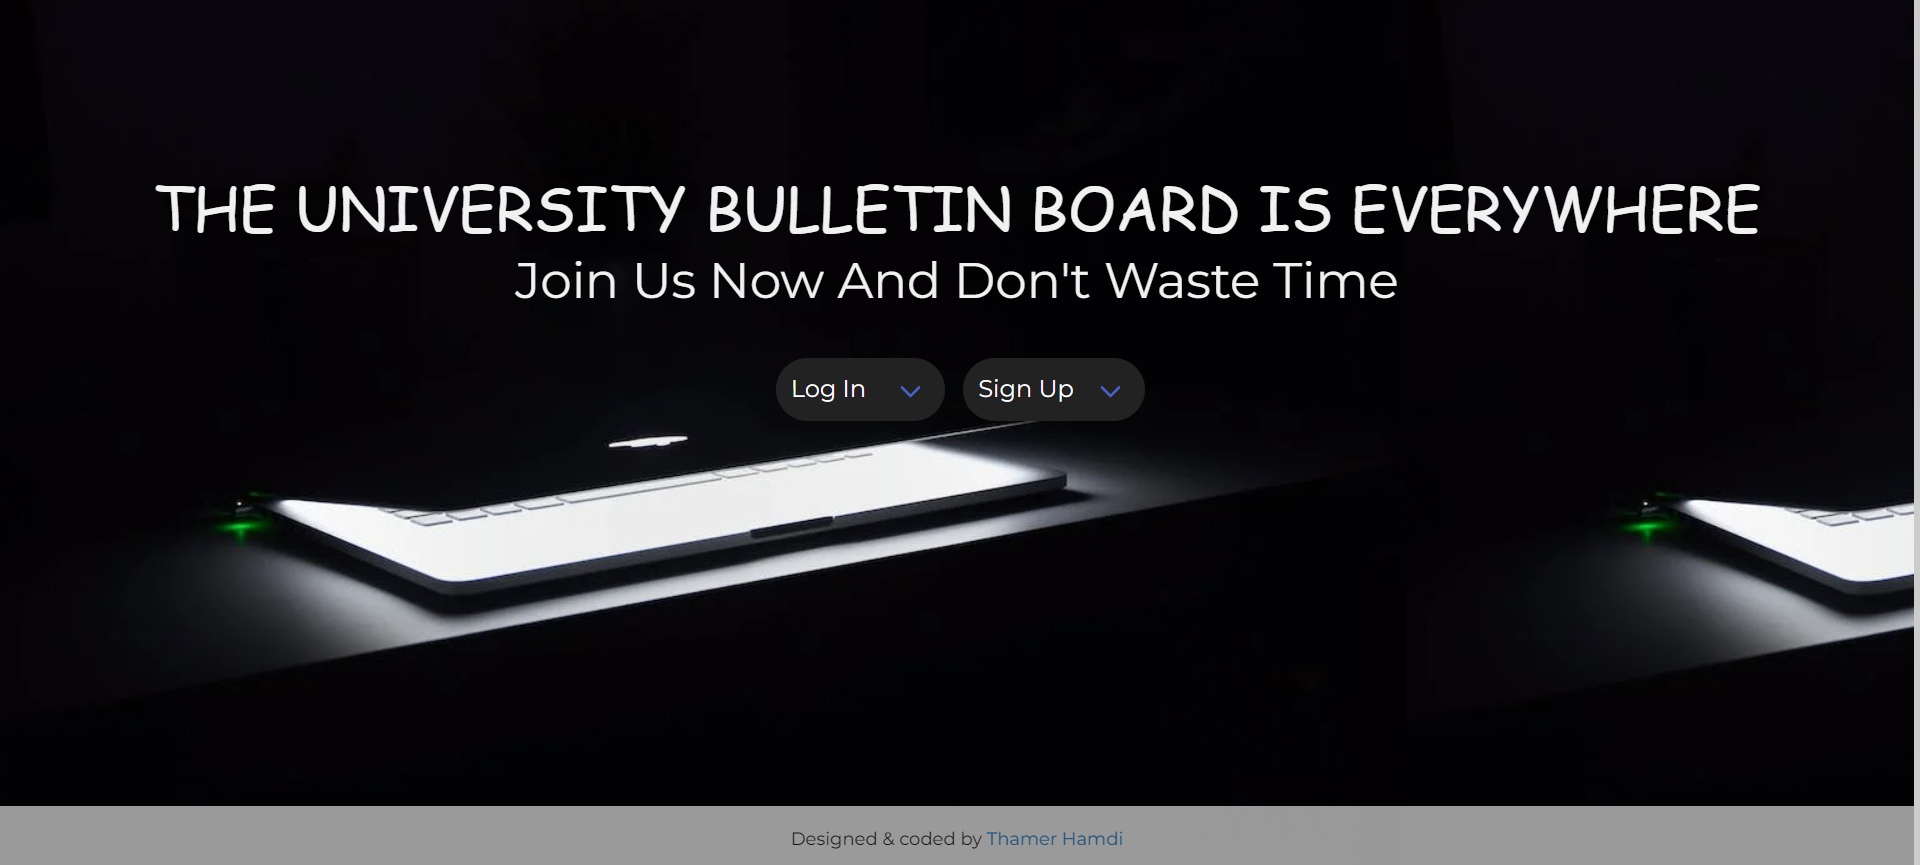 THE UNIVERSITY BULLETIN BOARD IS EVERYWHERE
Join Us Now And Don't Waste Time
Log In
Sign Up
Designed & coded by Thamer Hamdi